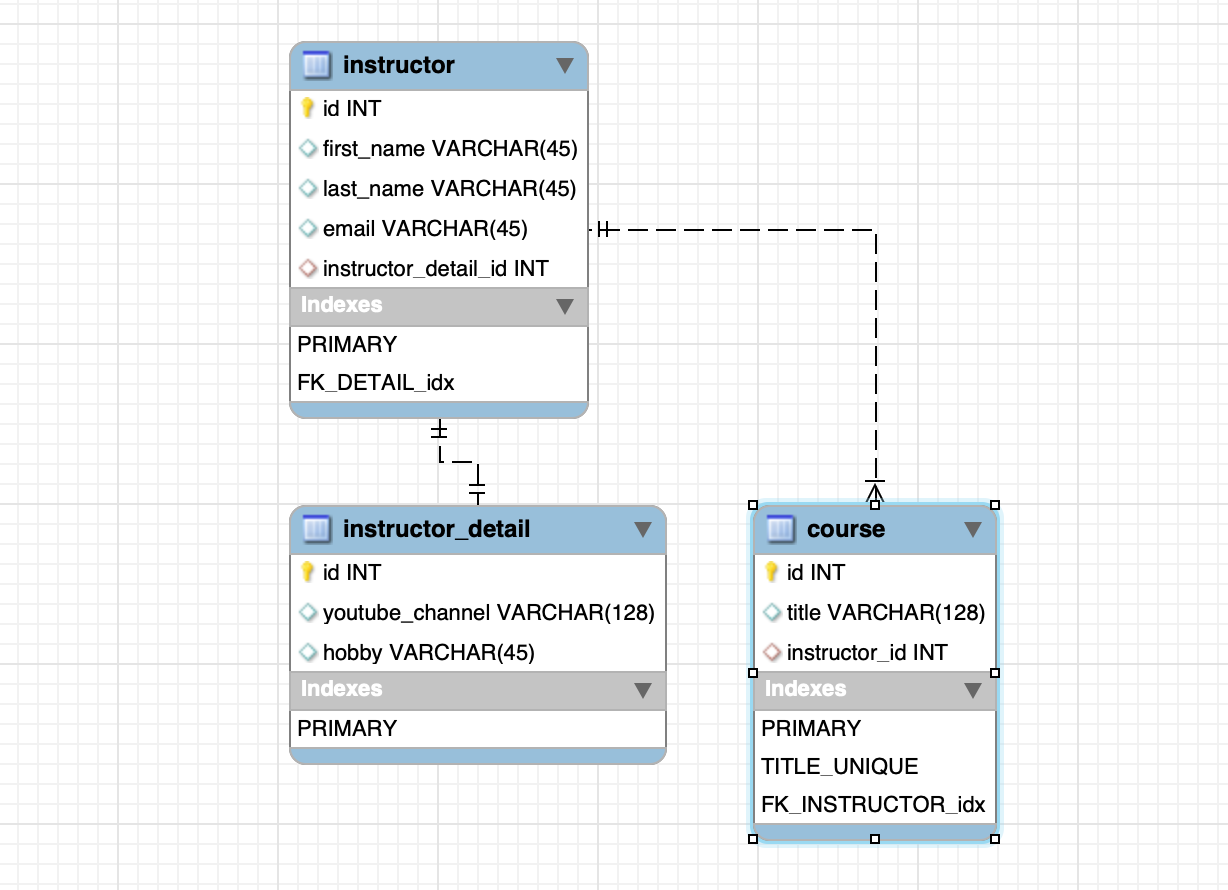 instructor
id INT
first_name VARCHAR(45)
last_name VARCHAR(45)
email VARCHAR(45)
instructor_detail_id INT
Indexes
PRIMARY
FK_DETAIL_idx
instructor_detail
id INT
youtube_channel VARCHAR(128)
hobby VARCHAR(45)
Indexes
PRIMARY
course
id INT
title VARCHAR(128)
instructor_id INT
Indexes
PRIMARY
TITLE_UNIQUE
FK_INSTRUCTOR_idx